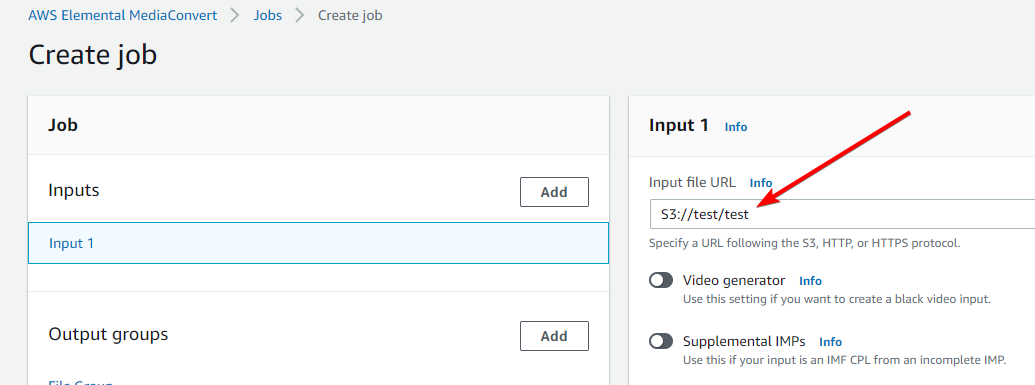 AWS Elemental MediaConvert > Jobs > Create job
Create job
Job
Inputs
Add
Input 1
Output groups
Add
File Group
Input 1 Info
Input file URL Info
S3://test/test
Specify a URL following the S3, HTTP, or HTTPS protocol.
Video generator Info
Use this setting if you want to create a black video input.
Supplemental IMPs Info
Use this if your input is an IMF CPL from an incomplete IMP.